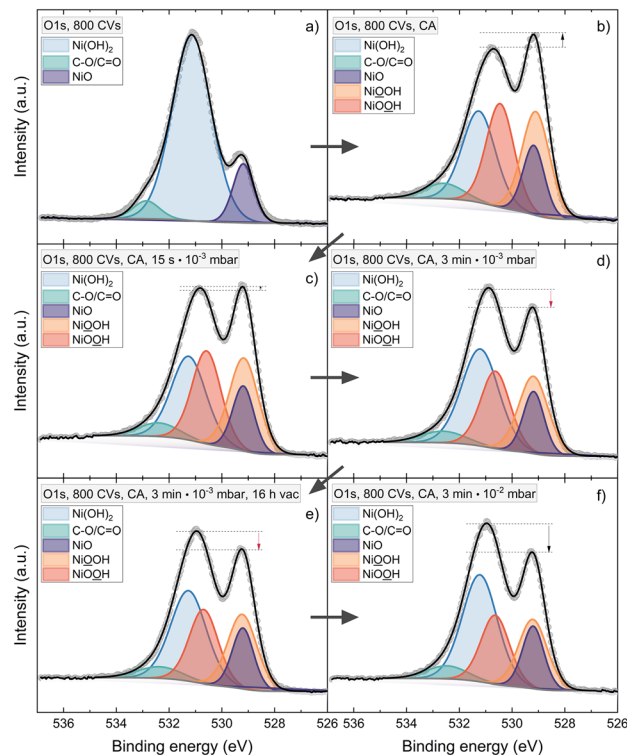 O1s, 800 CVs
a)
Ni(OH)₂
C-O/C=O
NiO
O1s, 800 CVs, CA
b)
Ni(OH)₂
C-O/C=O
NiO
NiOOH
NiOOH
Intensity (a.u.)
O1s, 800 CVs, CA, 15 s • 10⁻³ mbar
c)
Ni(OH)₂
C-O/C=O
NiO
NiOOH
NiOOH
O1s, 800 CVs, CA, 3 min • 10⁻³ mbar
d)
Ni(OH)₂
C-O/C=O
NiO
NiOOH
NiOOH
Intensity (a.u.)
O1s, 800 CVs, CA, 3 min • 10⁻³ mbar, 16 h vac
e)
Ni(OH)₂
C-O/C=O
NiO
NiOOH
NiOOH
O1s, 800 CVs, CA, 3 min • 10⁻² mbar
f)
Ni(OH)₂
C-O/C=O
NiO
NiOOH
NiOOH
Intensity (a.u.)
536 534 532 530 528 526 536 534 532 530 528 526
Binding energy (eV) Binding energy (eV)